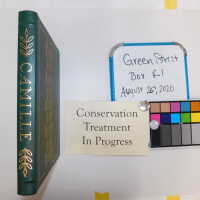 CAMILLE
Green Street
Box R1
August 26, 2020
Conservation
Treatment
In Progress